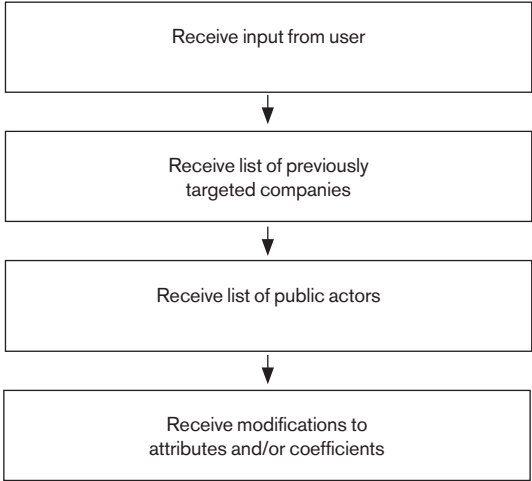 Receive input from user
Receive list of previously
targeted companies
Receive list of public actors
Receive modifications to
attributes and/or coefficients